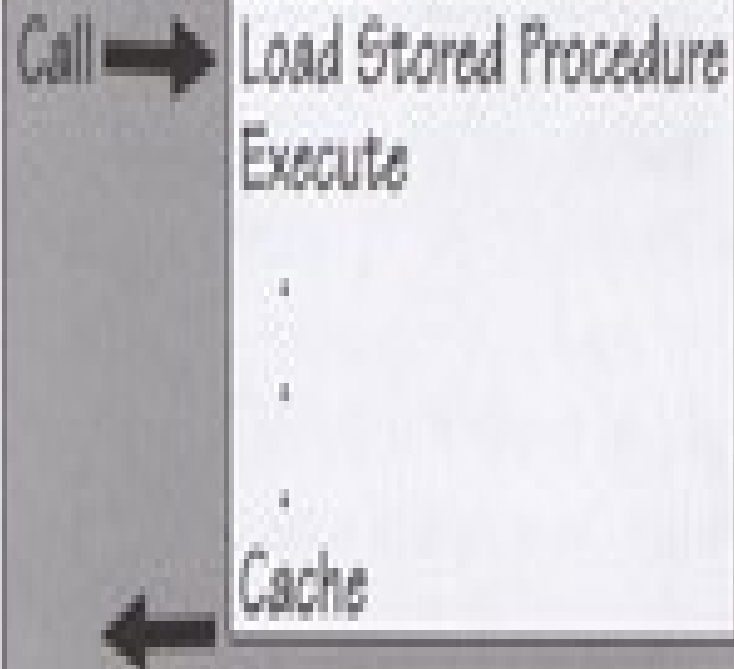 Call Load Stored Procedure
Execute
.
.
.
Cache